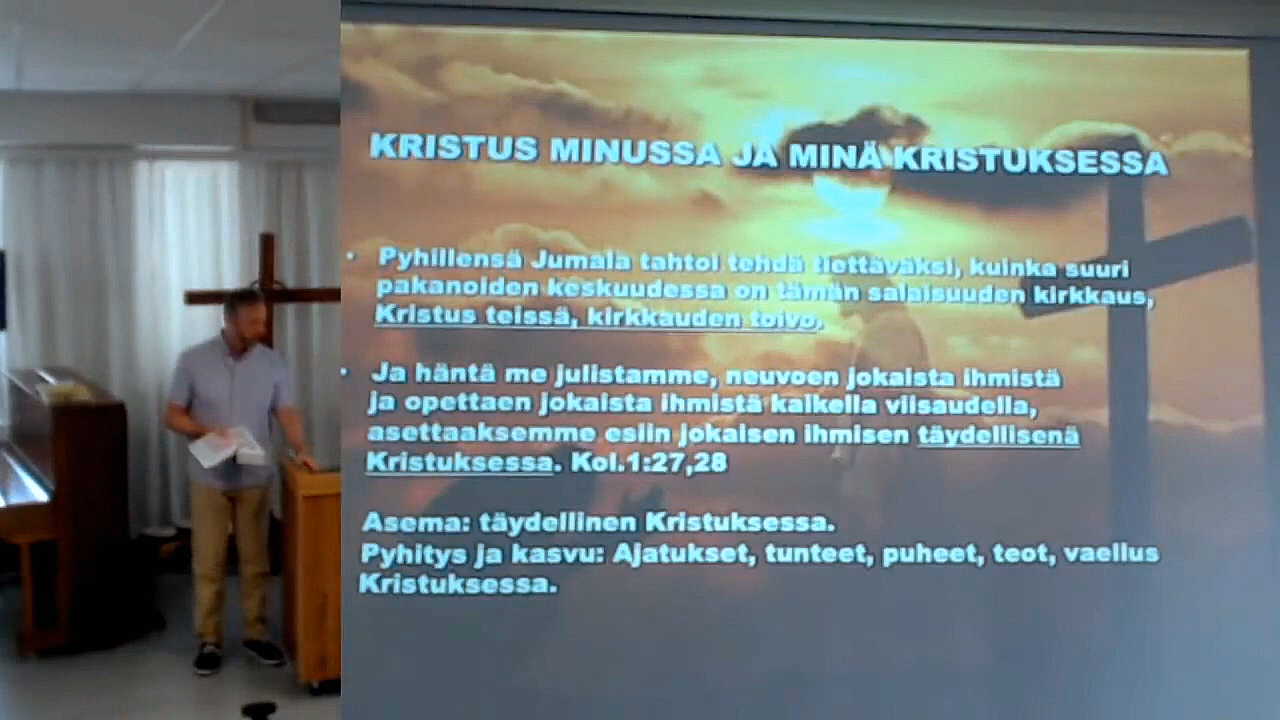 KRISTUS MINUSSA JA MINÄ KRISTUKSESSA
• Pyhillensä Jumala tahtoi tehdä tiettäväksi, kuinka suuri
pakanoiden keskuudessa on tämän salaisuuden kirkkaus,
Kristus teissä, kirkkauden toivo.
• Ja häntä me julistamme, neuvoen jokaista ihmistä
ja opettaen jokaista ihmistä kaikella viisaudella,
asettaaksemme esiin jokaisen ihmisen täydellisenä
Kristuksessa. Kol.1:27,28
Asema: täydellinen Kristuksessa.
Pyhitys ja kasvu: Ajatukset, tunteet, puheet, teot, vaellus
Kristuksessa.